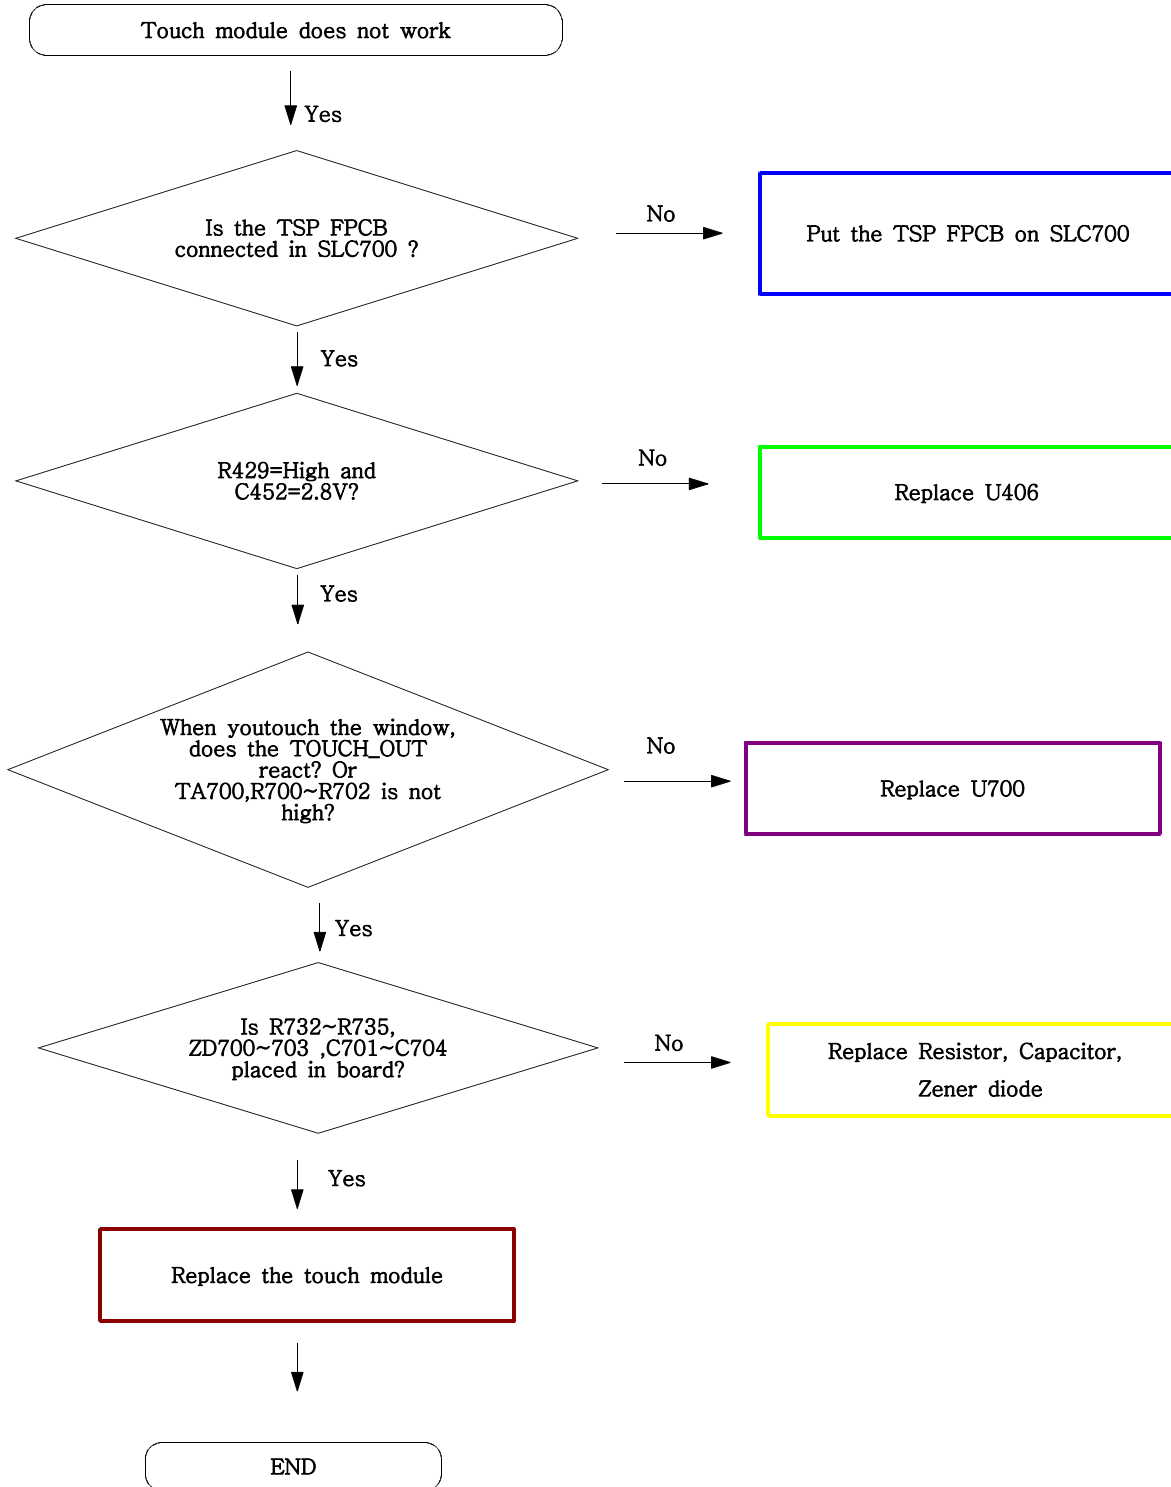 Touch module does not work
Yes
Is the TSP FPCB
connected in SLC700 ?
No
Put the TSP FPCB on SLC700
Yes
R429=High and
C452=2.8V?
No
Replace U406
Yes
When youtouch the window,
does the TOUCH_OUT
react? Or
TA700,R700~R702 is not
high?
No
Replace U700
Yes
Is R732~R735,
ZD700~703 ,C701~C704
placed in board?
No
Replace Resistor, Capacitor,
Zener diode
Yes
Replace the touch module
END